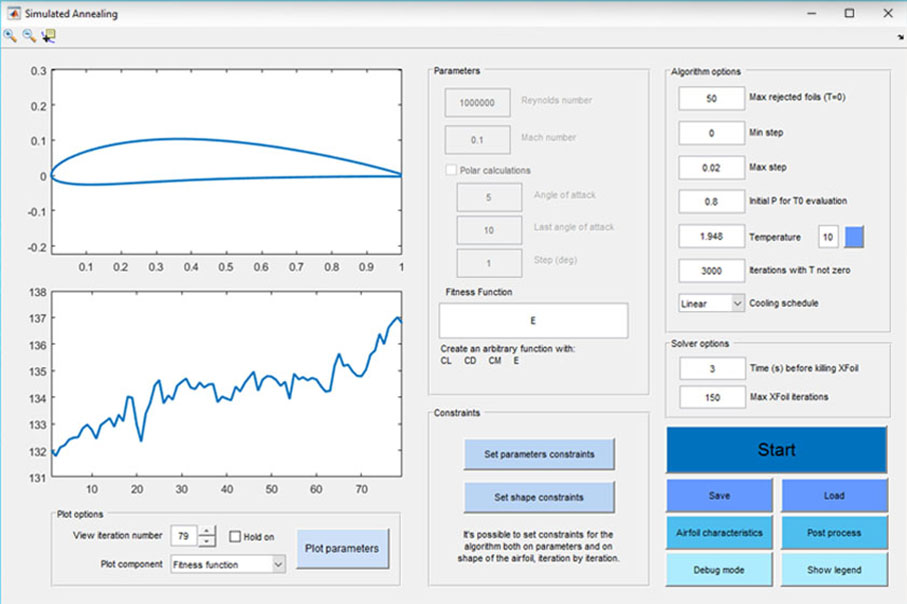 Simulated Annealing
0.3
0.2
0.1
0
-0.1
-0.2
0.1 0.2 0.3 0.4 0.5 0.6 0.7 0.8 0.9 1
138
137
136
135
134
133
132
131
10 20 30 40 50 60 70
Plot options
View iteration number 79 Hold on
Plot component Fitness function
Plot parameters
Parameters
1000000 Reynolds number
0.1 Mach number
Polar calculations
5 Angle of attack
10 Last angle of attack
1 Step (deg)
Fitness Function
E
Create an arbitrary function with:
CL CD CM E
Constraints
Set parameters constraints
Set shape constraints
It's possible to set constraints for the
algorithm both on parameters and on
shape of the airfoil, iteration by iteration.
Algorithm options
50 Max rejected foils (T=0)
0 Min step
0.02 Max step
0.8 Initial P for T0 evaluation
1.948 Temperature 10
3000 Iterations with T not zero
Linear Cooling schedule
Solver options
3 Time (s) before killing XFoil
150 Max XFoil iterations
Start
Save Load
Airfoil characteristics Post process
Debug mode Show legend